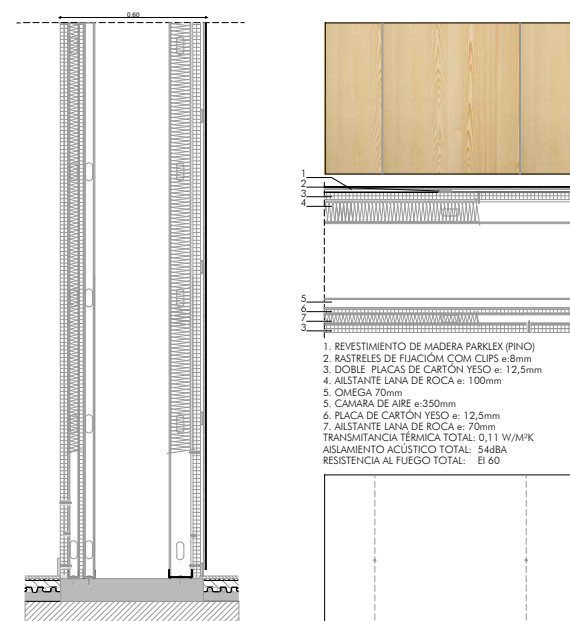 0.60
1
2
3
4
5
6
7
3
1. REVESTIMIENTO DE MADERA PARKLEX (PINO)
2. RASTRELES DE FIJACIÓM COM CLIPS e:8mm
3. DOBLE PLACAS DE CARTÓN YESO e: 12,5mm
4. AILSTANTE LANA DE ROCA e: 100mm
5. OMEGA 70mm
5. CAMARA DE AIRE e:350mm
6. PLACA DE CARTÓN YESO e: 12,5mm
7. AILSTANTE LANA DE ROCA e: 70mm
TRANSMITANCIA TÉRMICA TOTAL: 0,11 W/M²K
AISLAMIENTO ACÚSTICO TOTAL: 54dBA
RESISTENCIA AL FUEGO TOTAL: EI 60